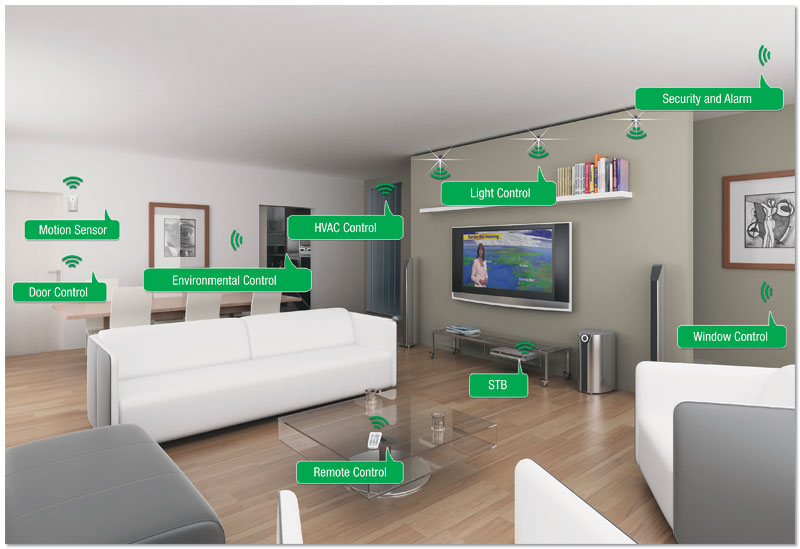 Security and Alarm
Light Control
Motion Sensor
HVAC Control
Environmental Control
Door Control
Window Control
STB
Remote Control